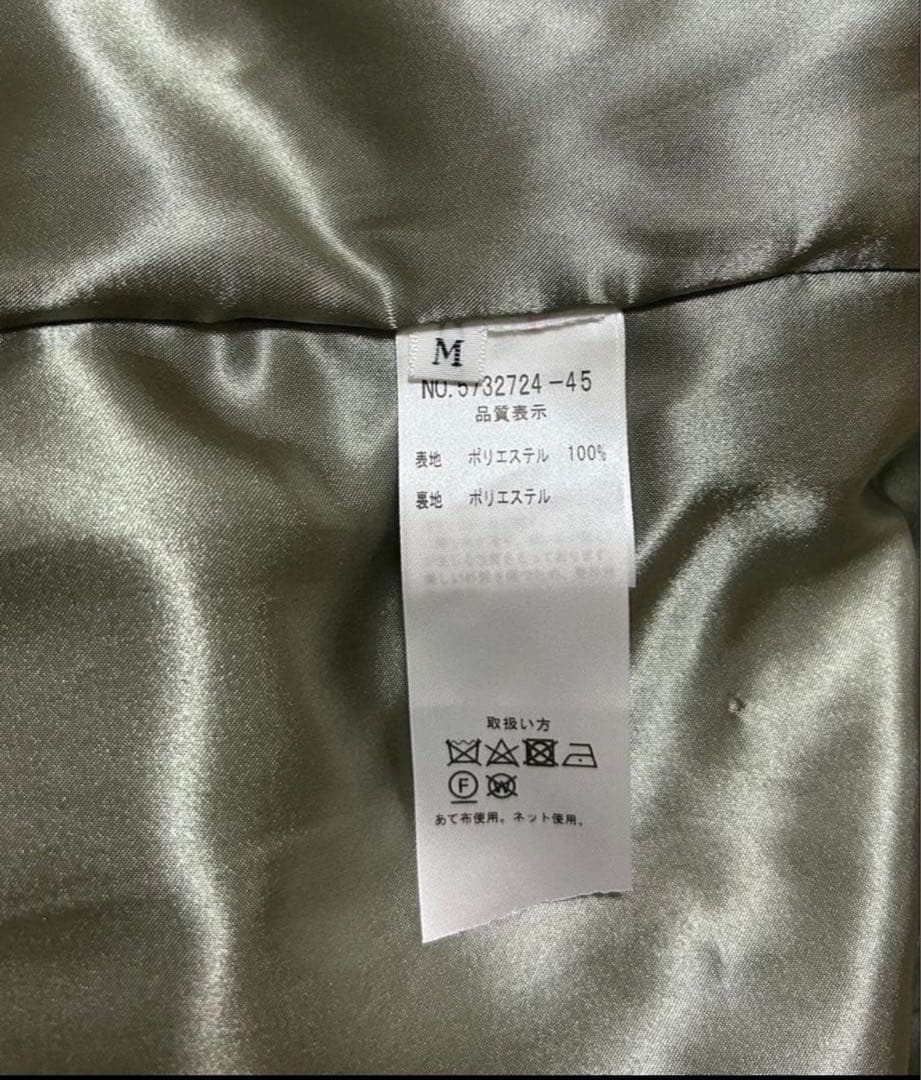 M
NO.5732724-45
品質表示
表地 ポリエステル 100%
裏地 ポリエステル
取扱い方
F W
あて布使用。ネット使用。